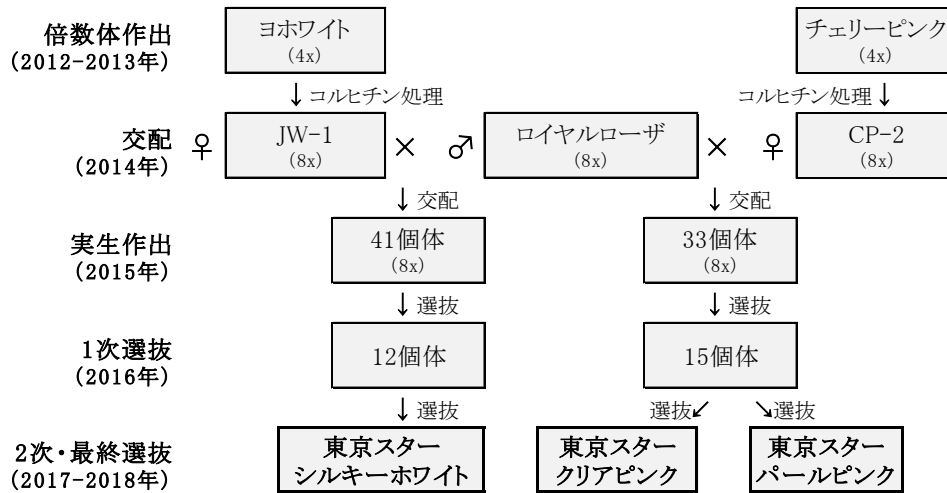 倍数体作出
(2012-2013年)
ヨホワイト
(4x)
チェリーピンク
(4x)
↓コルヒチン処理
コルヒチン処理↓
交配
(2014年)
♀
JW-1
(8x)
×
♂
ロイヤルローザ
(8x)
×
♀
CP-2
(8x)
↓交配
↓交配
実生作出
(2015年)
41個体
(8x)
33個体
(8x)
↓選抜
↓選抜
1次選抜
(2016年)
12個体
15個体
↓選抜
選抜↙
↘選抜
2次・最終選抜
(2017-2018年)
東京スター
シルキーホワイト
東京スター
クリアピンク
東京スター
パールピンク